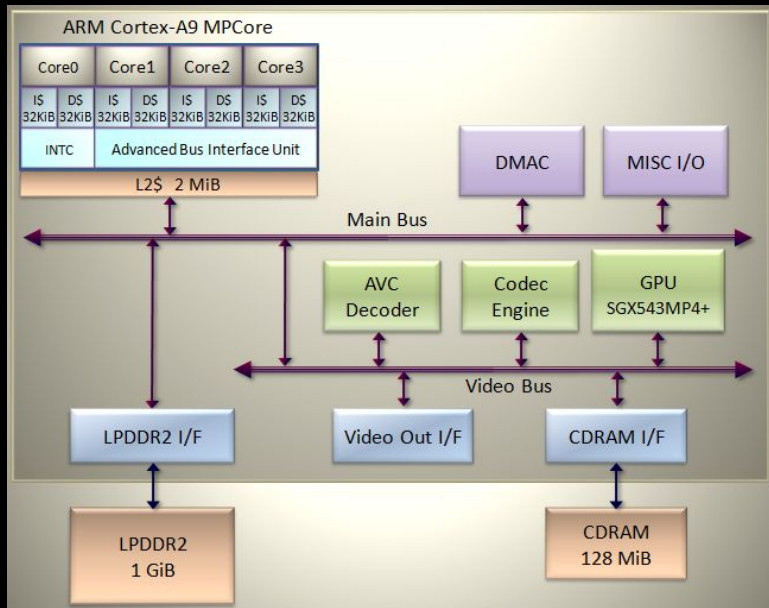 ARM Cortex-A9 MPCore
Core0 Core1 Core2 Core3
I$ D$ I$ D$ I$ D$ I$ D$
32KiB 32KiB 32KiB 32KiB 32KiB 32KiB 32KiB 32KiB
INTC Advanced Bus Interface Unit
L2$ 2 MiB
DMAC MISC I/O
Main Bus
AVC
Decoder
Codec
Engine
GPU
SGX543MP4+
Video Bus
LPDDR2 I/F Video Out I/F CDRAM I/F
LPDDR2
1 GiB
CDRAM
128 MiB